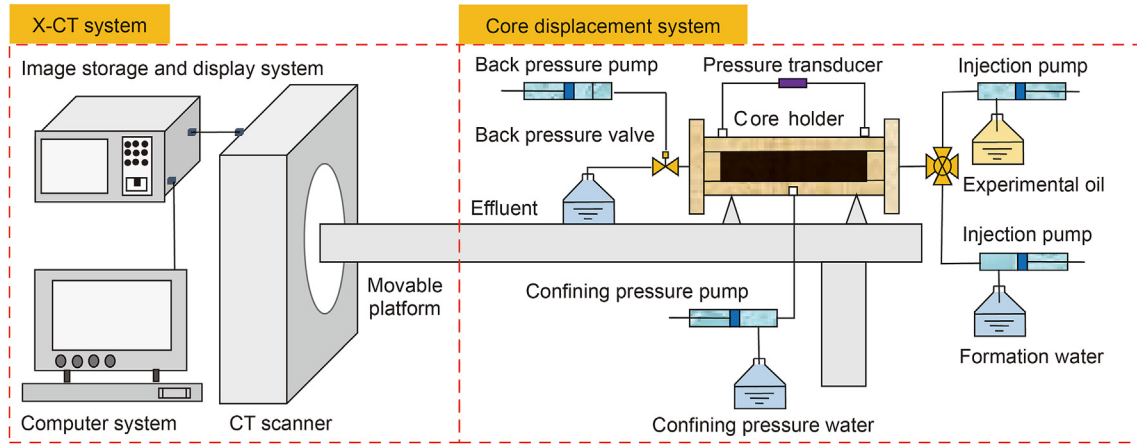 X-CT system
Core displacement system
Image storage and display system
Back pressure pump
Pressure transducer
Injection pump
Back pressure valve
Core holder
Experimental oil
Effluent
Injection pump
Movable
platform
Confining pressure pump
Formation water
Computer system
CT scanner
Confining pressure water